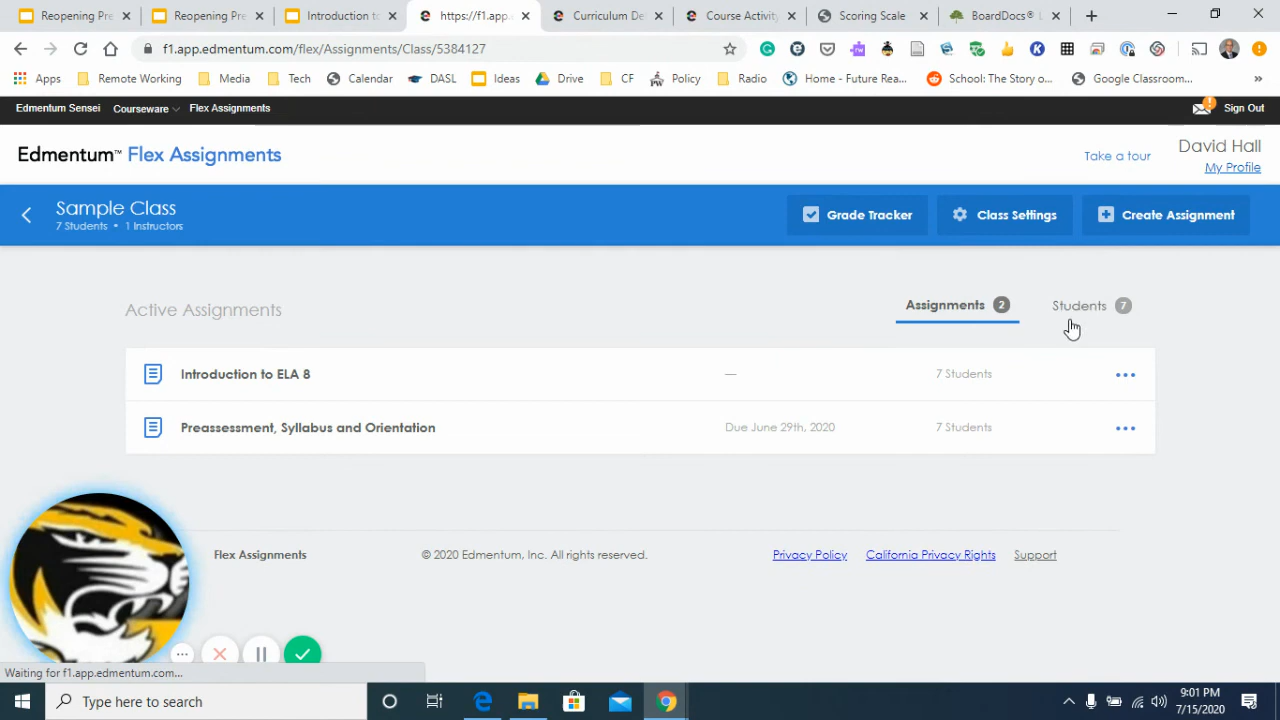 Reopening Pre
Reopening Pre
Introduction to
https://f1.app.
Curriculum De
Course Activity
Scoring Scale
BoardDocs® L
f1.app.edmentum.com/flex/Assignments/Class/5384127
Apps
Remote Working
Media
Tech
Calendar
DASL
Ideas
Drive
CF
Policy
Radio
Home - Future Rea...
School: The Story o...
Google Classroom...
»
Edmentum Sensei
Courseware
Flex Assignments
Sign Out
Edmentum™ Flex Assignments
Take a tour
David Hall
My Profile
Sample Class
7 Students • 1 Instructors
Grade Tracker
Class Settings
Create Assignment
Active Assignments
Assignments 2
Students 7
Introduction to ELA 8
—
7 Students
Preassessment, Syllabus and Orientation
Due June 29th, 2020
7 Students
Flex Assignments
© 2020 Edmentum, Inc. All rights reserved.
Privacy Policy
California Privacy Rights
Support
Waiting for f1.app.edmentum.com...
Type here to search
9:01 PM
7/15/2020